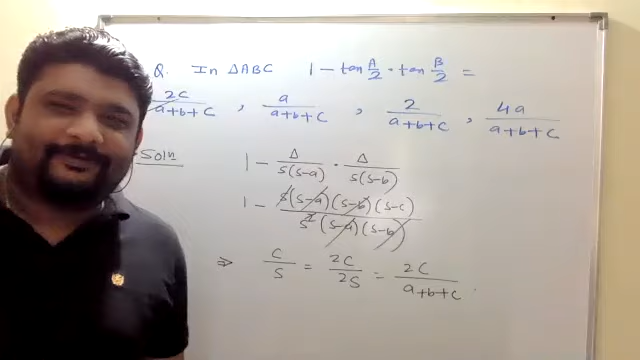 Q. In ΔABC 1 - tan A/2 · tan B/2 =
2C/(a+b+c) , a/(a+b+c) , 2/(a+b+c) , 4a/(a+b+c)
Soln 1 - Δ/(S(S-a)) · Δ/(S(S-b))
1 - S(S-a)(S-b)(S-c)/(S²(S-a)(S-b))
⇒ C/S = 2C/2S = 2C/(a+b+c) .